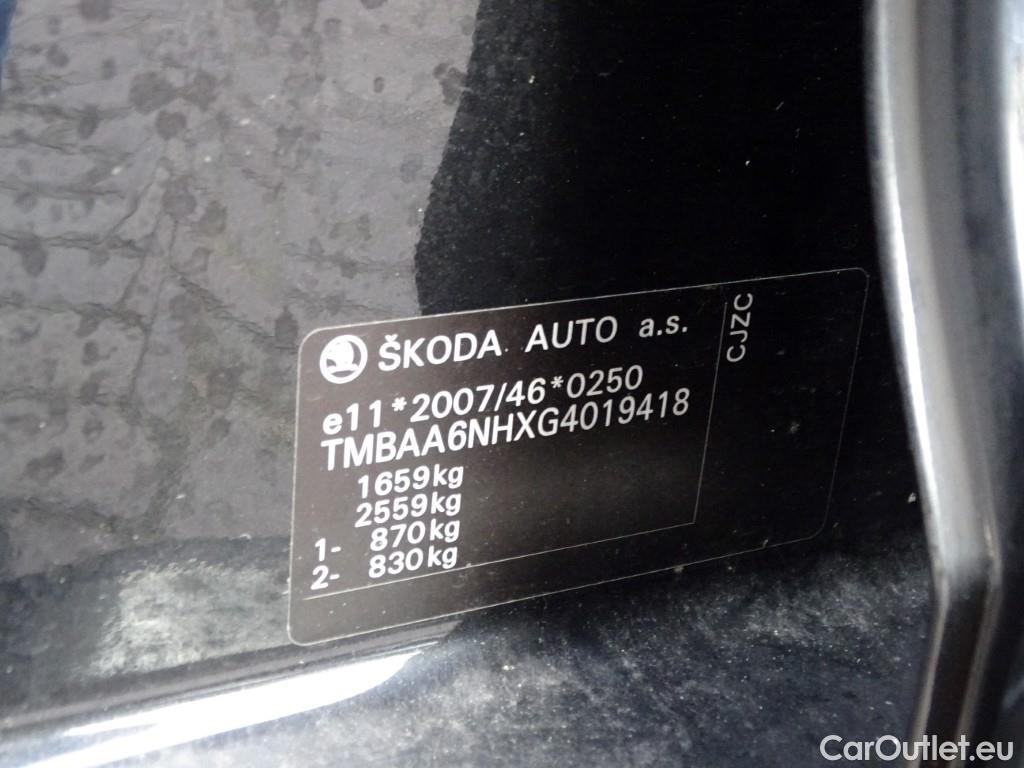 ŠKODA AUTO a.s.
e11*2007/46*0250
TMBAA6NHXG4019418
1659kg
2559kg
1- 870kg
2- 830kg
CJZC
CarOutlet.eu